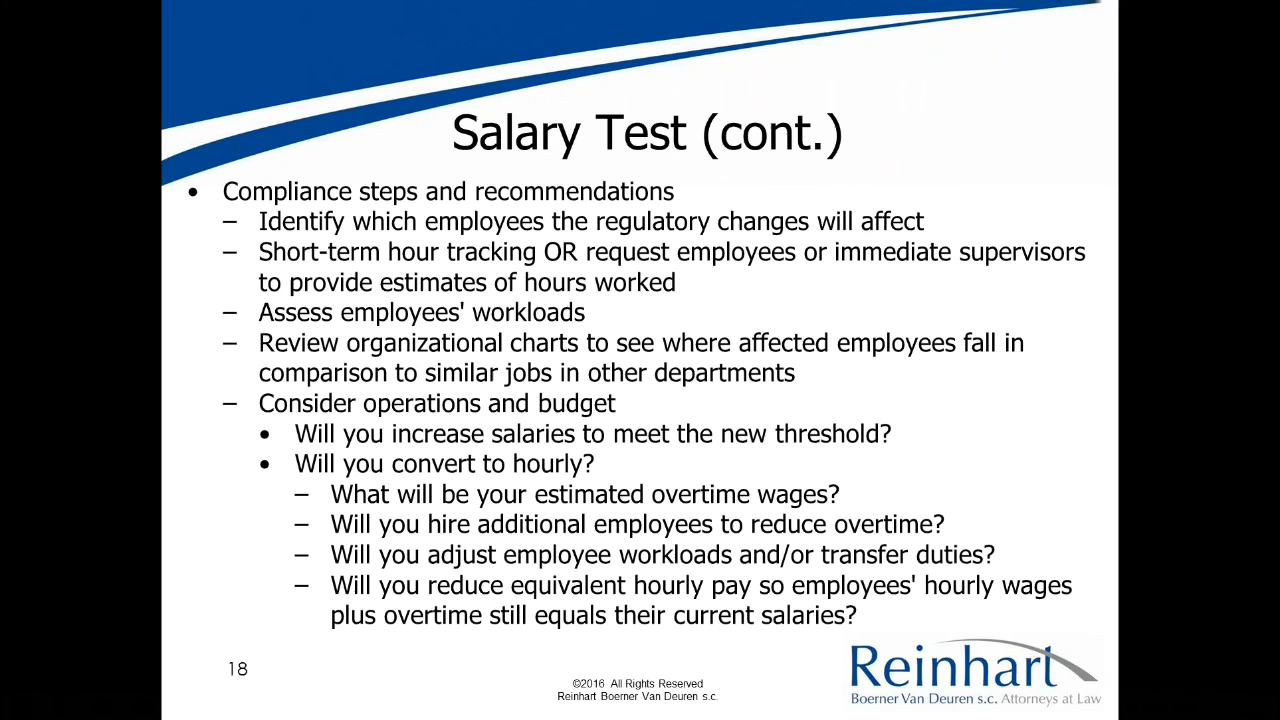 Salary Test (cont.)
• Compliance steps and recommendations
– Identify which employees the regulatory changes will affect
– Short-term hour tracking OR request employees or immediate supervisors
to provide estimates of hours worked
– Assess employees' workloads
– Review organizational charts to see where affected employees fall in
comparison to similar jobs in other departments
– Consider operations and budget
• Will you increase salaries to meet the new threshold?
• Will you convert to hourly?
– What will be your estimated overtime wages?
– Will you hire additional employees to reduce overtime?
– Will you adjust employee workloads and/or transfer duties?
– Will you reduce equivalent hourly pay so employees' hourly wages
plus overtime still equals their current salaries?
18
©2016 All Rights Reserved
Reinhart Boerner Van Deuren s.c.
Reinhart
Boerner Van Deuren s.c. Attorneys at Law